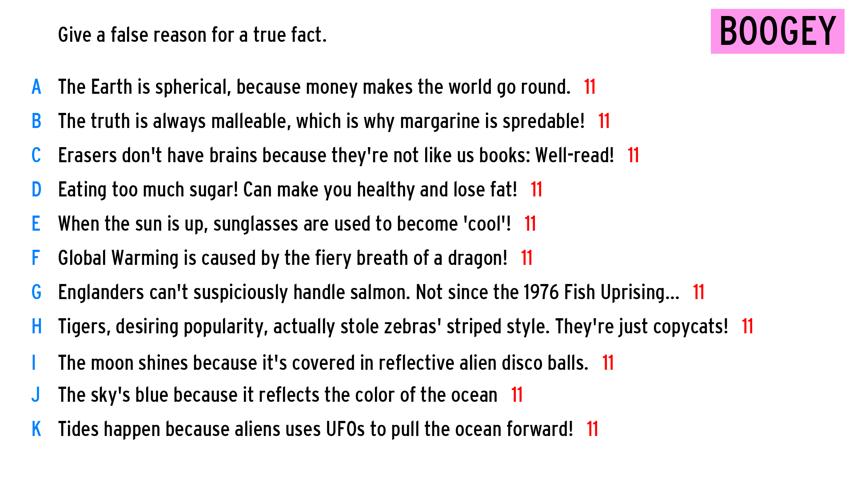 Give a false reason for a true fact.
BOOGEY
A The Earth is spherical, because money makes the world go round. 11
B The truth is always malleable, which is why margarine is spredable! 11
C Erasers don't have brains because they're not like us books: Well-read! 11
D Eating too much sugar! Can make you healthy and lose fat! 11
E When the sun is up, sunglasses are used to become 'cool'! 11
F Global Warming is caused by the fiery breath of a dragon! 11
G Englanders can't suspiciously handle salmon. Not since the 1976 Fish Uprising... 11
H Tigers, desiring popularity, actually stole zebras' striped style. They're just copycats! 11
I The moon shines because it's covered in reflective alien disco balls. 11
J The sky's blue because it reflects the color of the ocean 11
K Tides happen because aliens uses UFOs to pull the ocean forward! 11